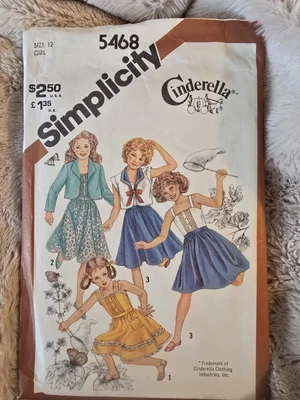 SIZE 12
GIRL
5468
$2.50 U.S.A.
£1.35 U.K.
Simplicity
Cinderella®*
2
3
3
1
*Trademark of
Cinderella Clothing
Industries, Inc.